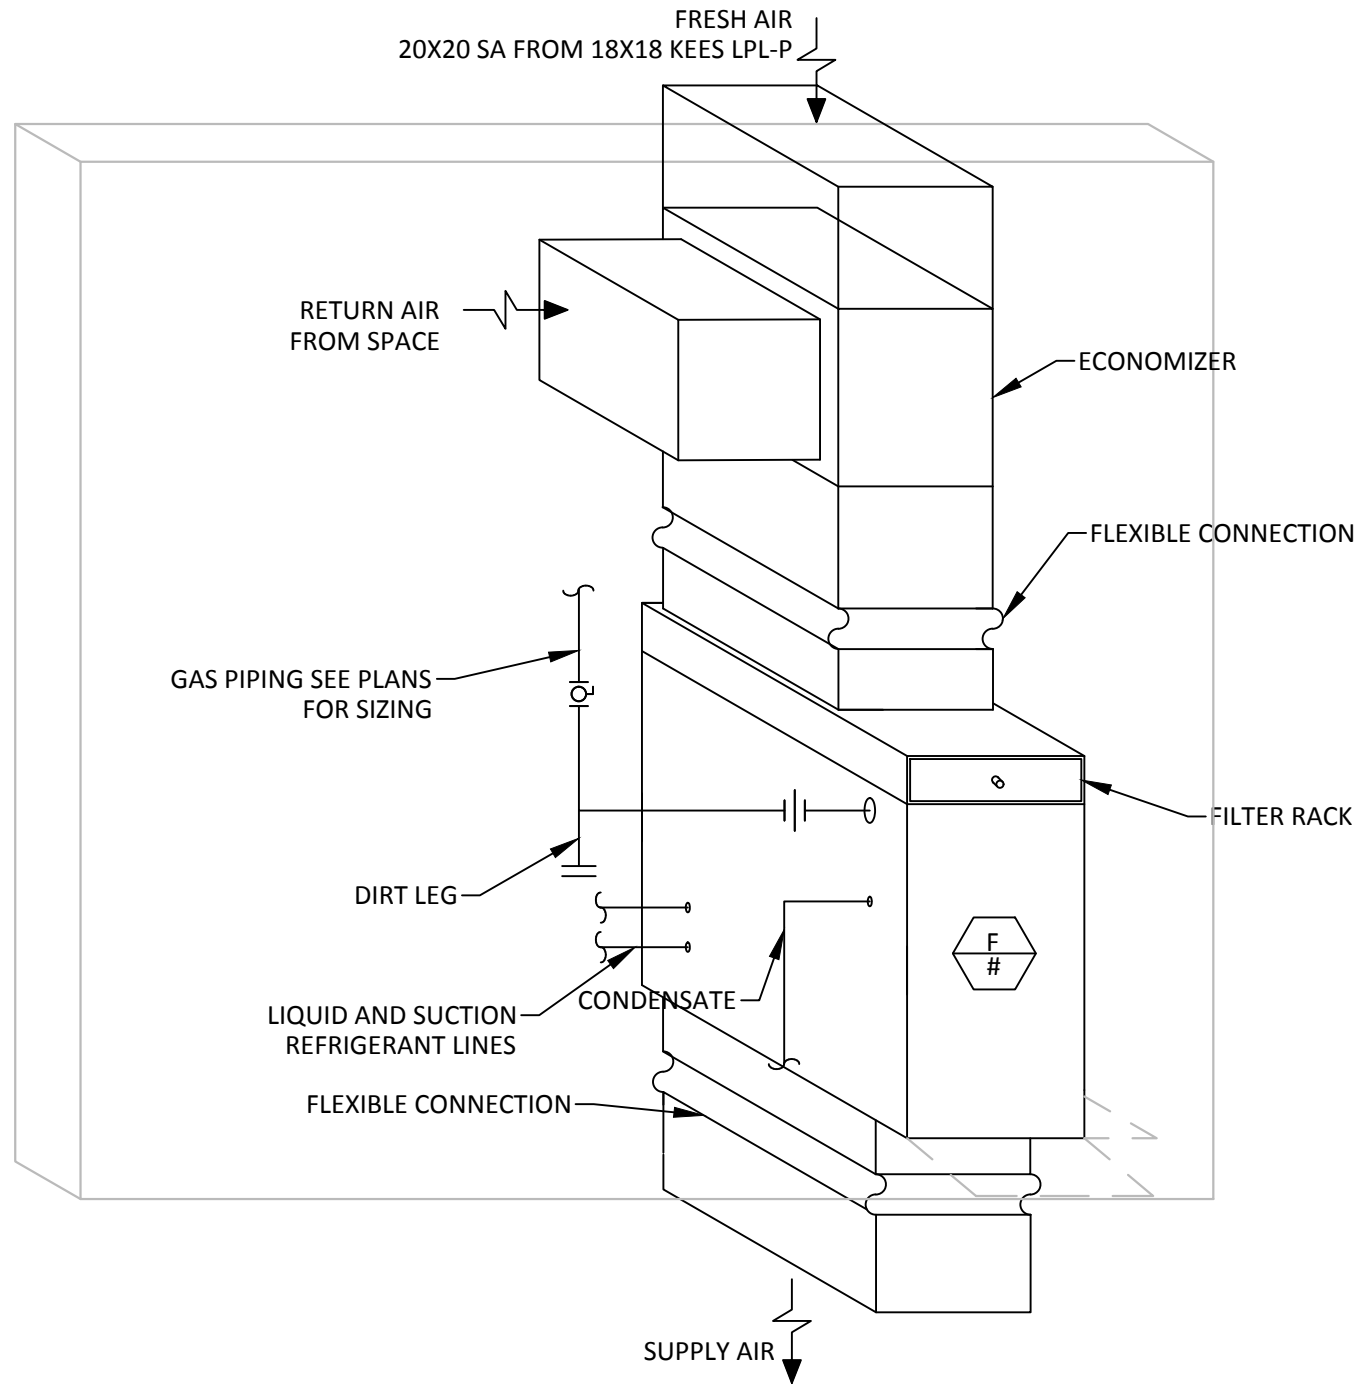 FRESH AIR
20X20 SA FROM 18X18 KEES LPL-P
RETURN AIR
FROM SPACE
ECONOMIZER
FLEXIBLE CONNECTION
GAS PIPING SEE PLANS
FOR SIZING
FILTER RACK
DIRT LEG
F
#
CONDENSATE
LIQUID AND SUCTION
REFRIGERANT LINES
FLEXIBLE CONNECTION
SUPPLY AIR